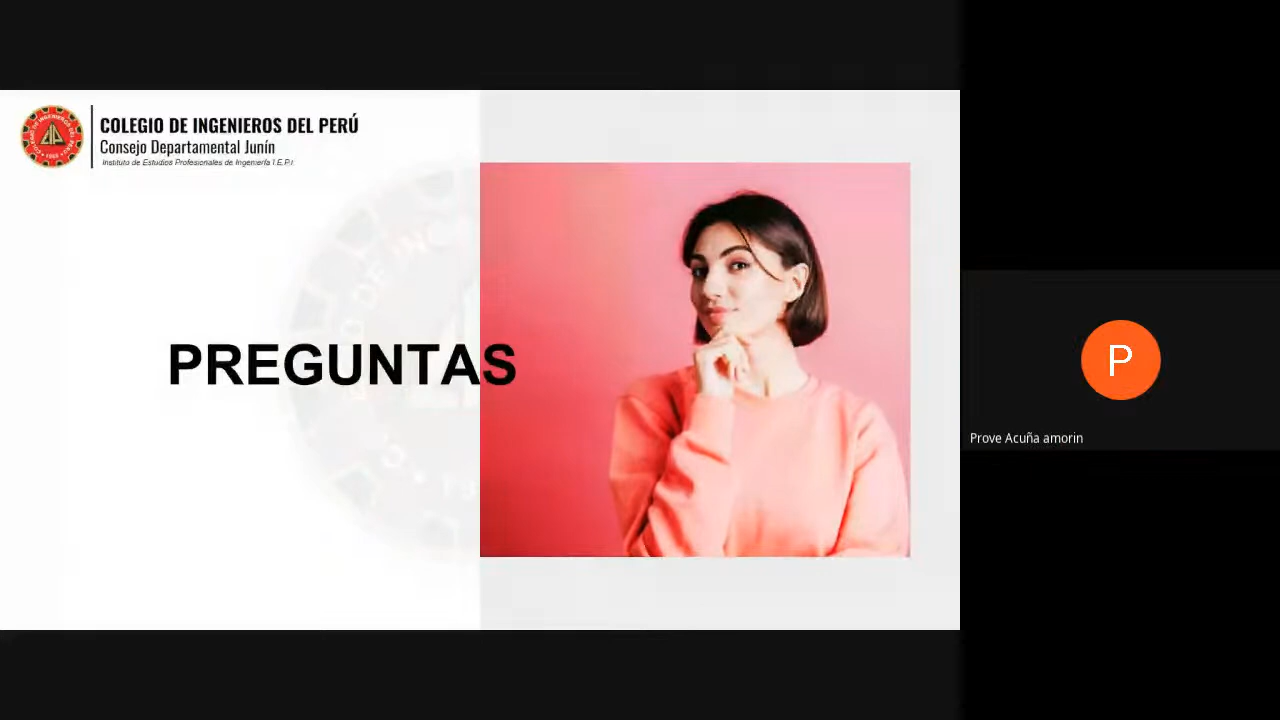 COLEGIO DE INGENIEROS DEL PERÚ
Consejo Departamental Junín
Instituto de Estudios Profesionales de Ingeniería I.E.P.I.
PREGUNTAS
P
Prove Acuña amorin